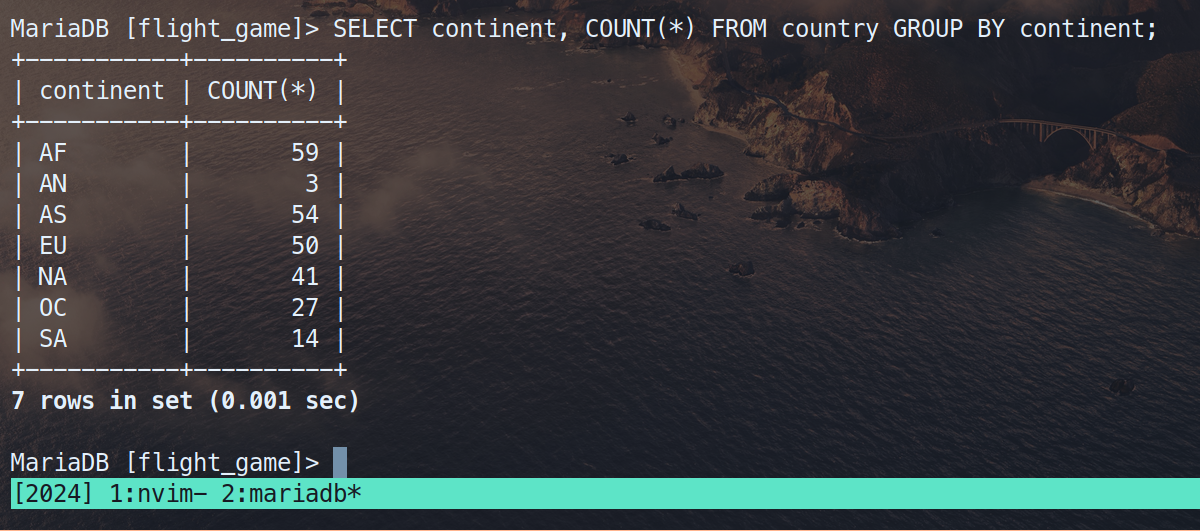 MariaDB [flight_game]> SELECT continent, COUNT(*) FROM country GROUP BY continent;
+-----------+----------+
| continent | COUNT(*) |
+-----------+----------+
| AF        |       59 |
| AN        |        3 |
| AS        |       54 |
| EU        |       50 |
| NA        |       41 |
| OC        |       27 |
| SA        |       14 |
+-----------+----------+
7 rows in set (0.001 sec)
MariaDB [flight_game]>
[2024] 1:nvim- 2:mariadb*